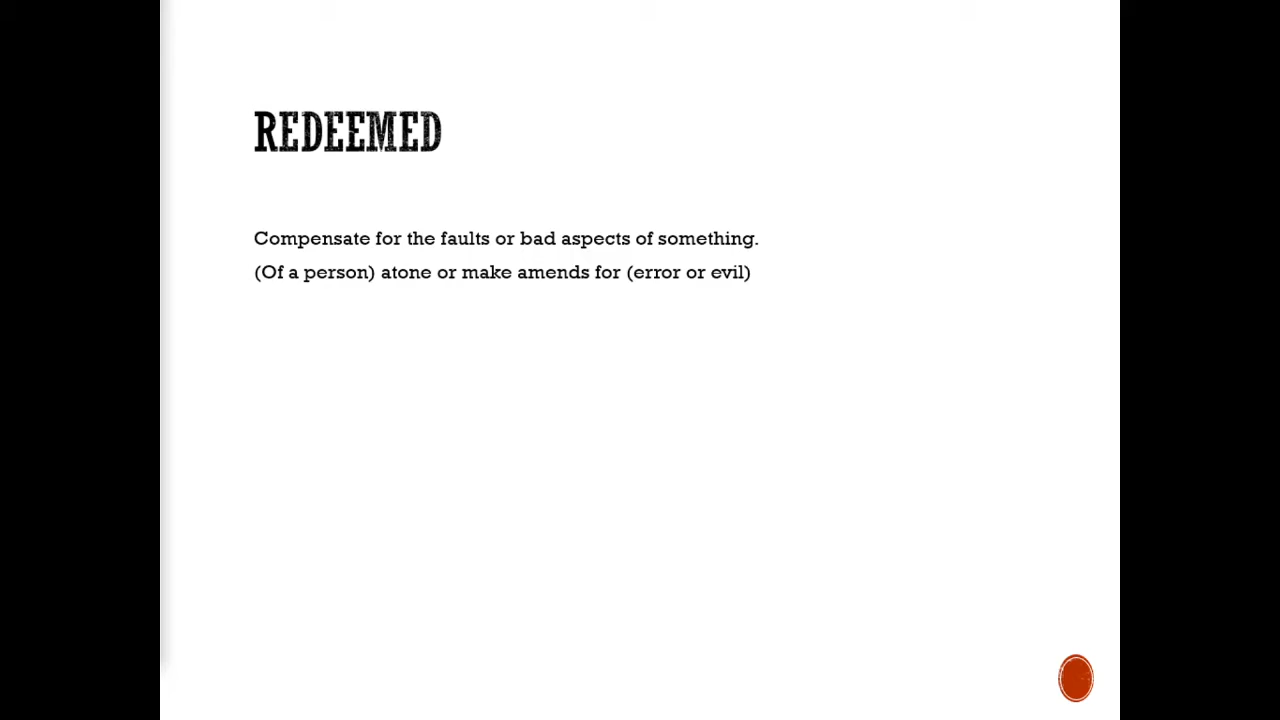 REDEEMED
Compensate for the faults or bad aspects of something.
(Of a person) atone or make amends for (error or evil)